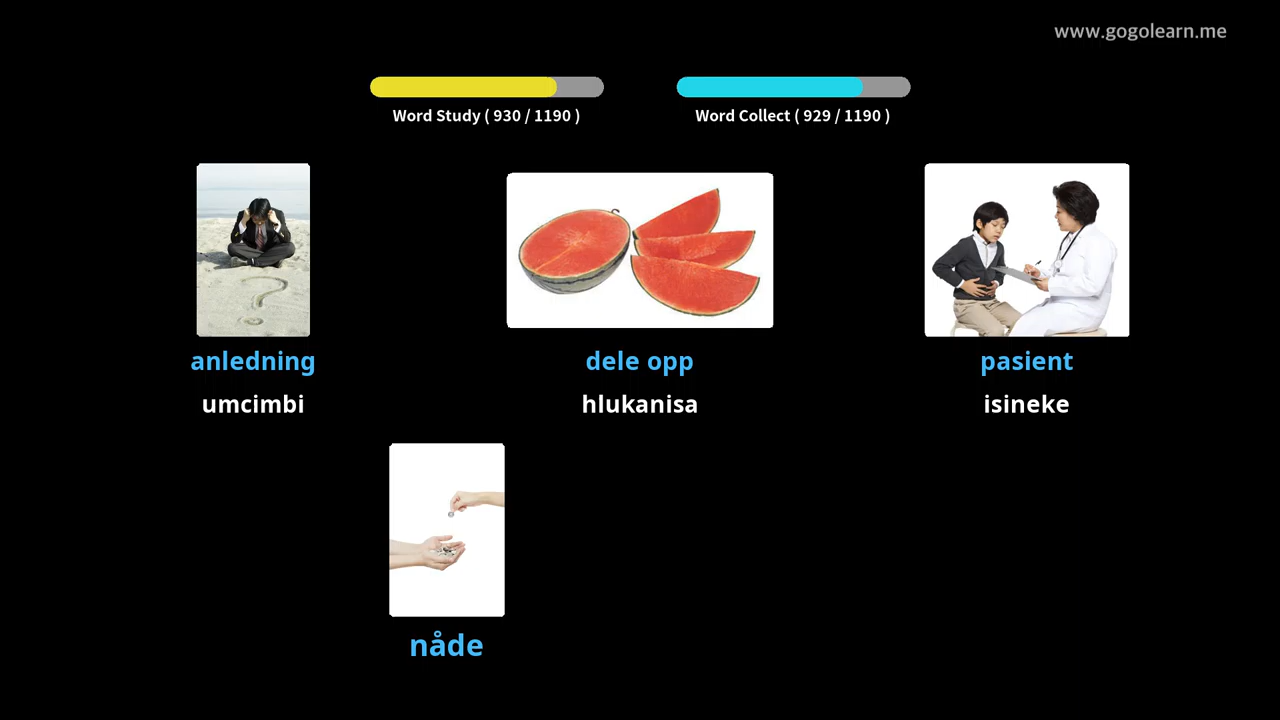 www.gogolearn.me
Word Study ( 930 / 1190 )
Word Collect ( 929 / 1190 )
anledning
dele opp
pasient
umcimbi
hlukanisa
isineke
nåde